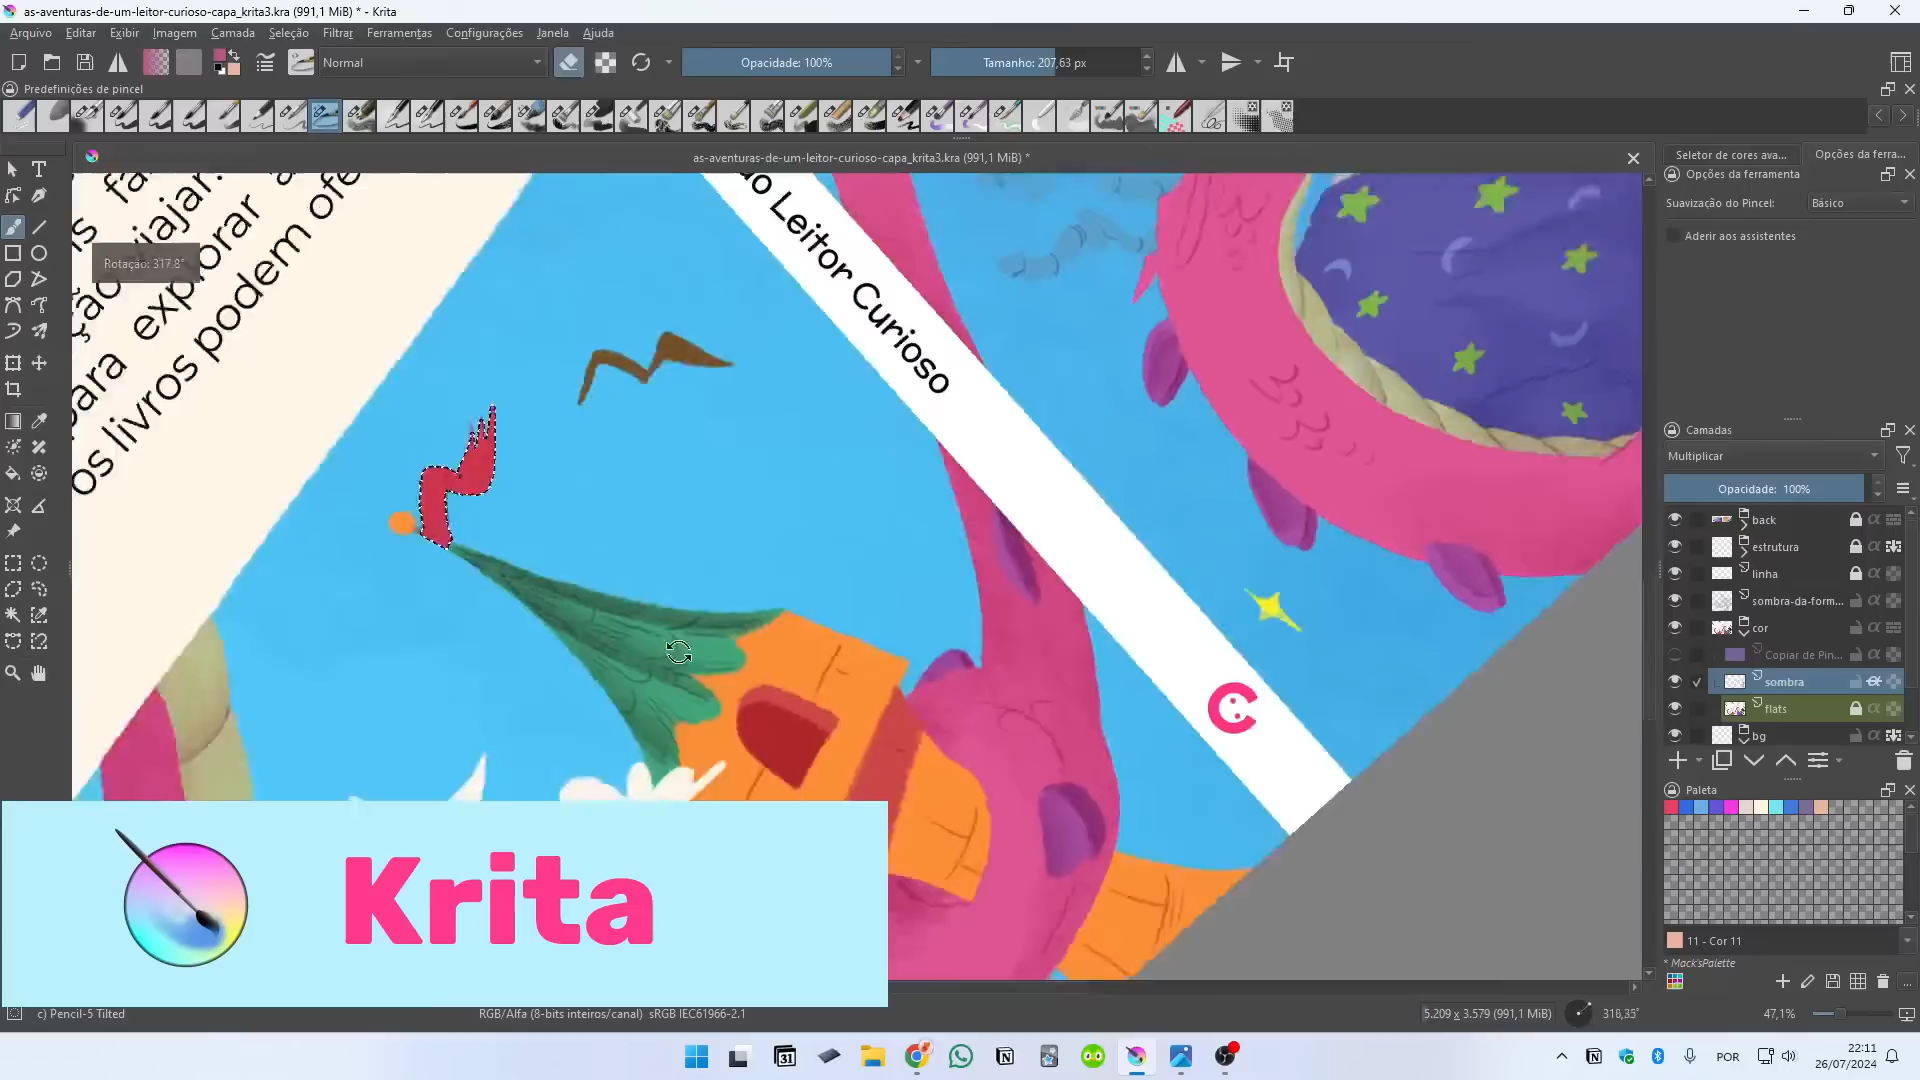 as-aventuras-de-um-leitor-curioso-capa_krita3.kra (991,1 MiB) * - Krita
Arquivo Editar Exibir Imagem Camada Seleção Filtrar Ferramentas Configurações Janela Ajuda
Normal
Opacidade: 100%
Tamanho: 207,63 px
Predefinições de pincel
as-aventuras-de-um-leitor-curioso-capa_krita3.kra (991,1 MiB) *
Seletor de cores ava...
Opções da ferra...
Opções da ferramenta
Suavização do Pincel: Básico
Aderir aos assistentes
Rotação: 317.8°
viajar.
para explorar
os livros podem ofe
Leitor Curioso
Camadas
Multiplicar
Opacidade: 100%
back
estrutura
linha
sombra-da-form...
cor
Copiar de Pin...
sombra
flats
bg
Paleta
11 - Cor 11
* Mack'sPalette
Krita
c) Pencil-5 Tilted
RGB/Alfa (8-bits inteiros/canal) sRGB IEC61966-2.1
5.209 x 3.579 (991,1 MiB)
318,35°
47,1%
31
POR
22:11
26/07/2024